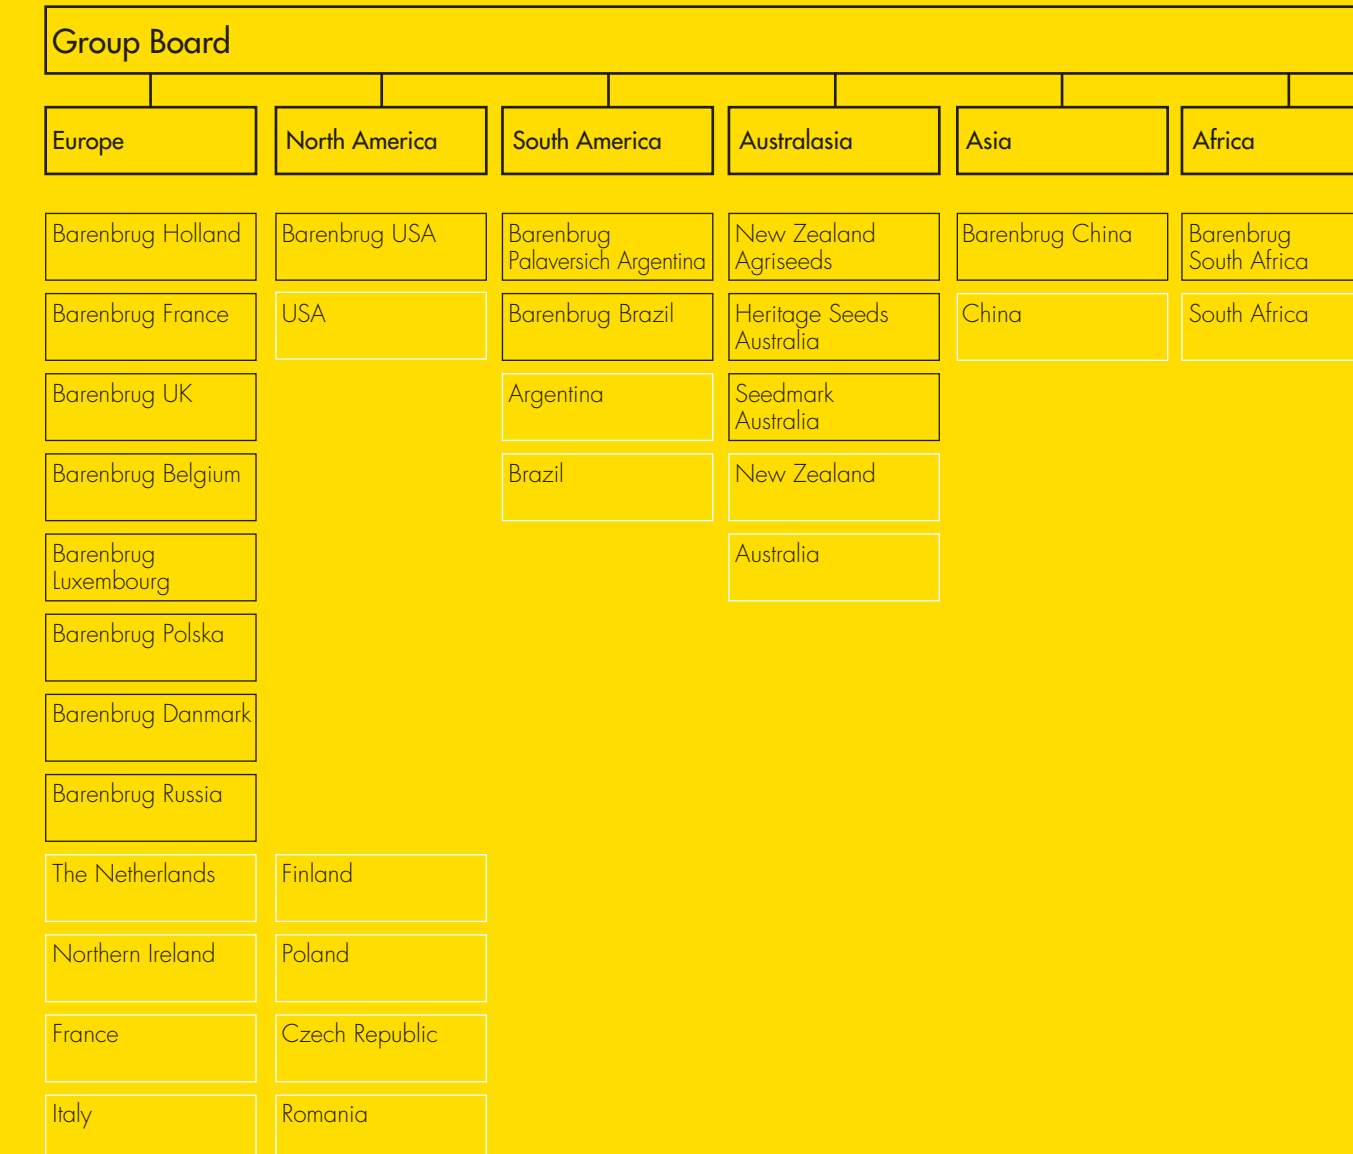 Group Board
Europe
North America
South America
Australasia
Asia
Africa
Barenbrug Holland
Barenbrug USA
Barenbrug
Palaversich Argentina
New Zealand
Agriseeds
Barenbrug China
Barenbrug
South Africa
Barenbrug France
USA
Barenbrug Brazil
Heritage Seeds
Australia
China
South Africa
Barenbrug UK
Argentina
Seedmark
Australia
Barenbrug Belgium
Brazil
New Zealand
Barenbrug
Luxembourg
Australia
Barenbrug Polska
Barenbrug Danmark
Barenbrug Russia
The Netherlands
Finland
Northern Ireland
Poland
France
Czech Republic
Italy
Romania